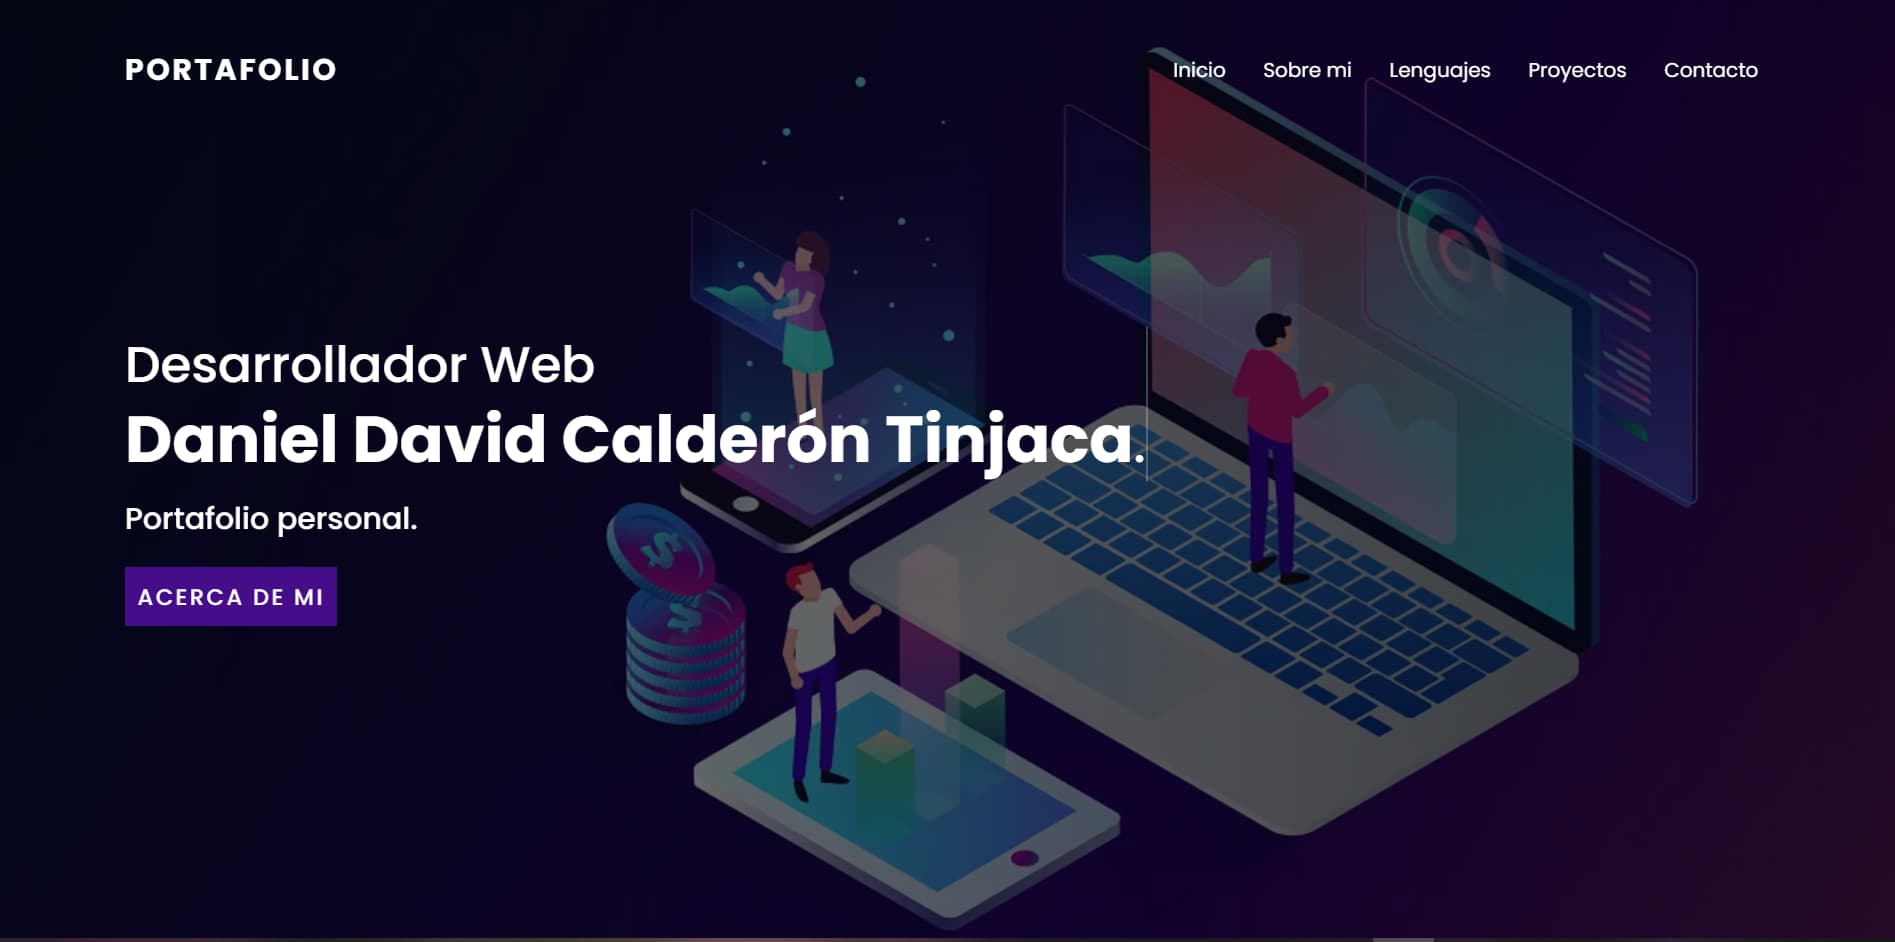 PORTAFOLIO
Inicio Sobre mi Lenguajes Proyectos Contacto
Desarrollador Web
Daniel David Calderón Tinjaca.
Portafolio personal.
ACERCA DE MI
$
$